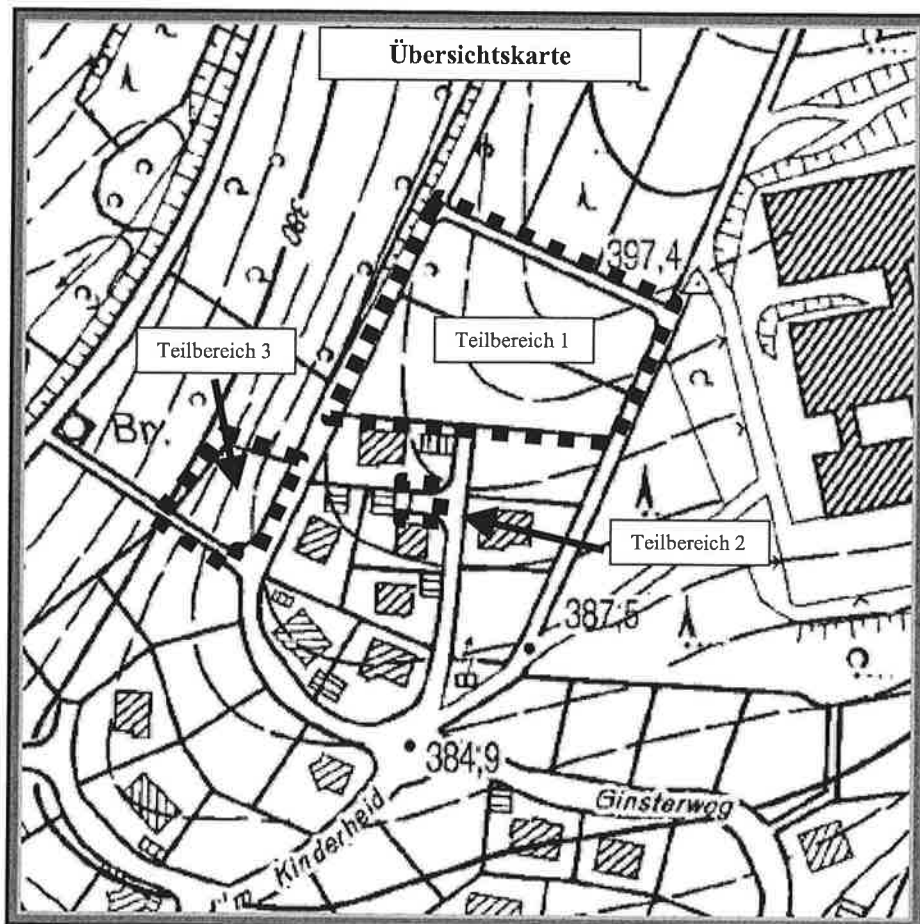 Übersichtskarte
380
397,4
Teilbereich 1
Teilbereich 3
Br.
Teilbereich 2
387,5
384,9
Ginsterweg
Kinderheid